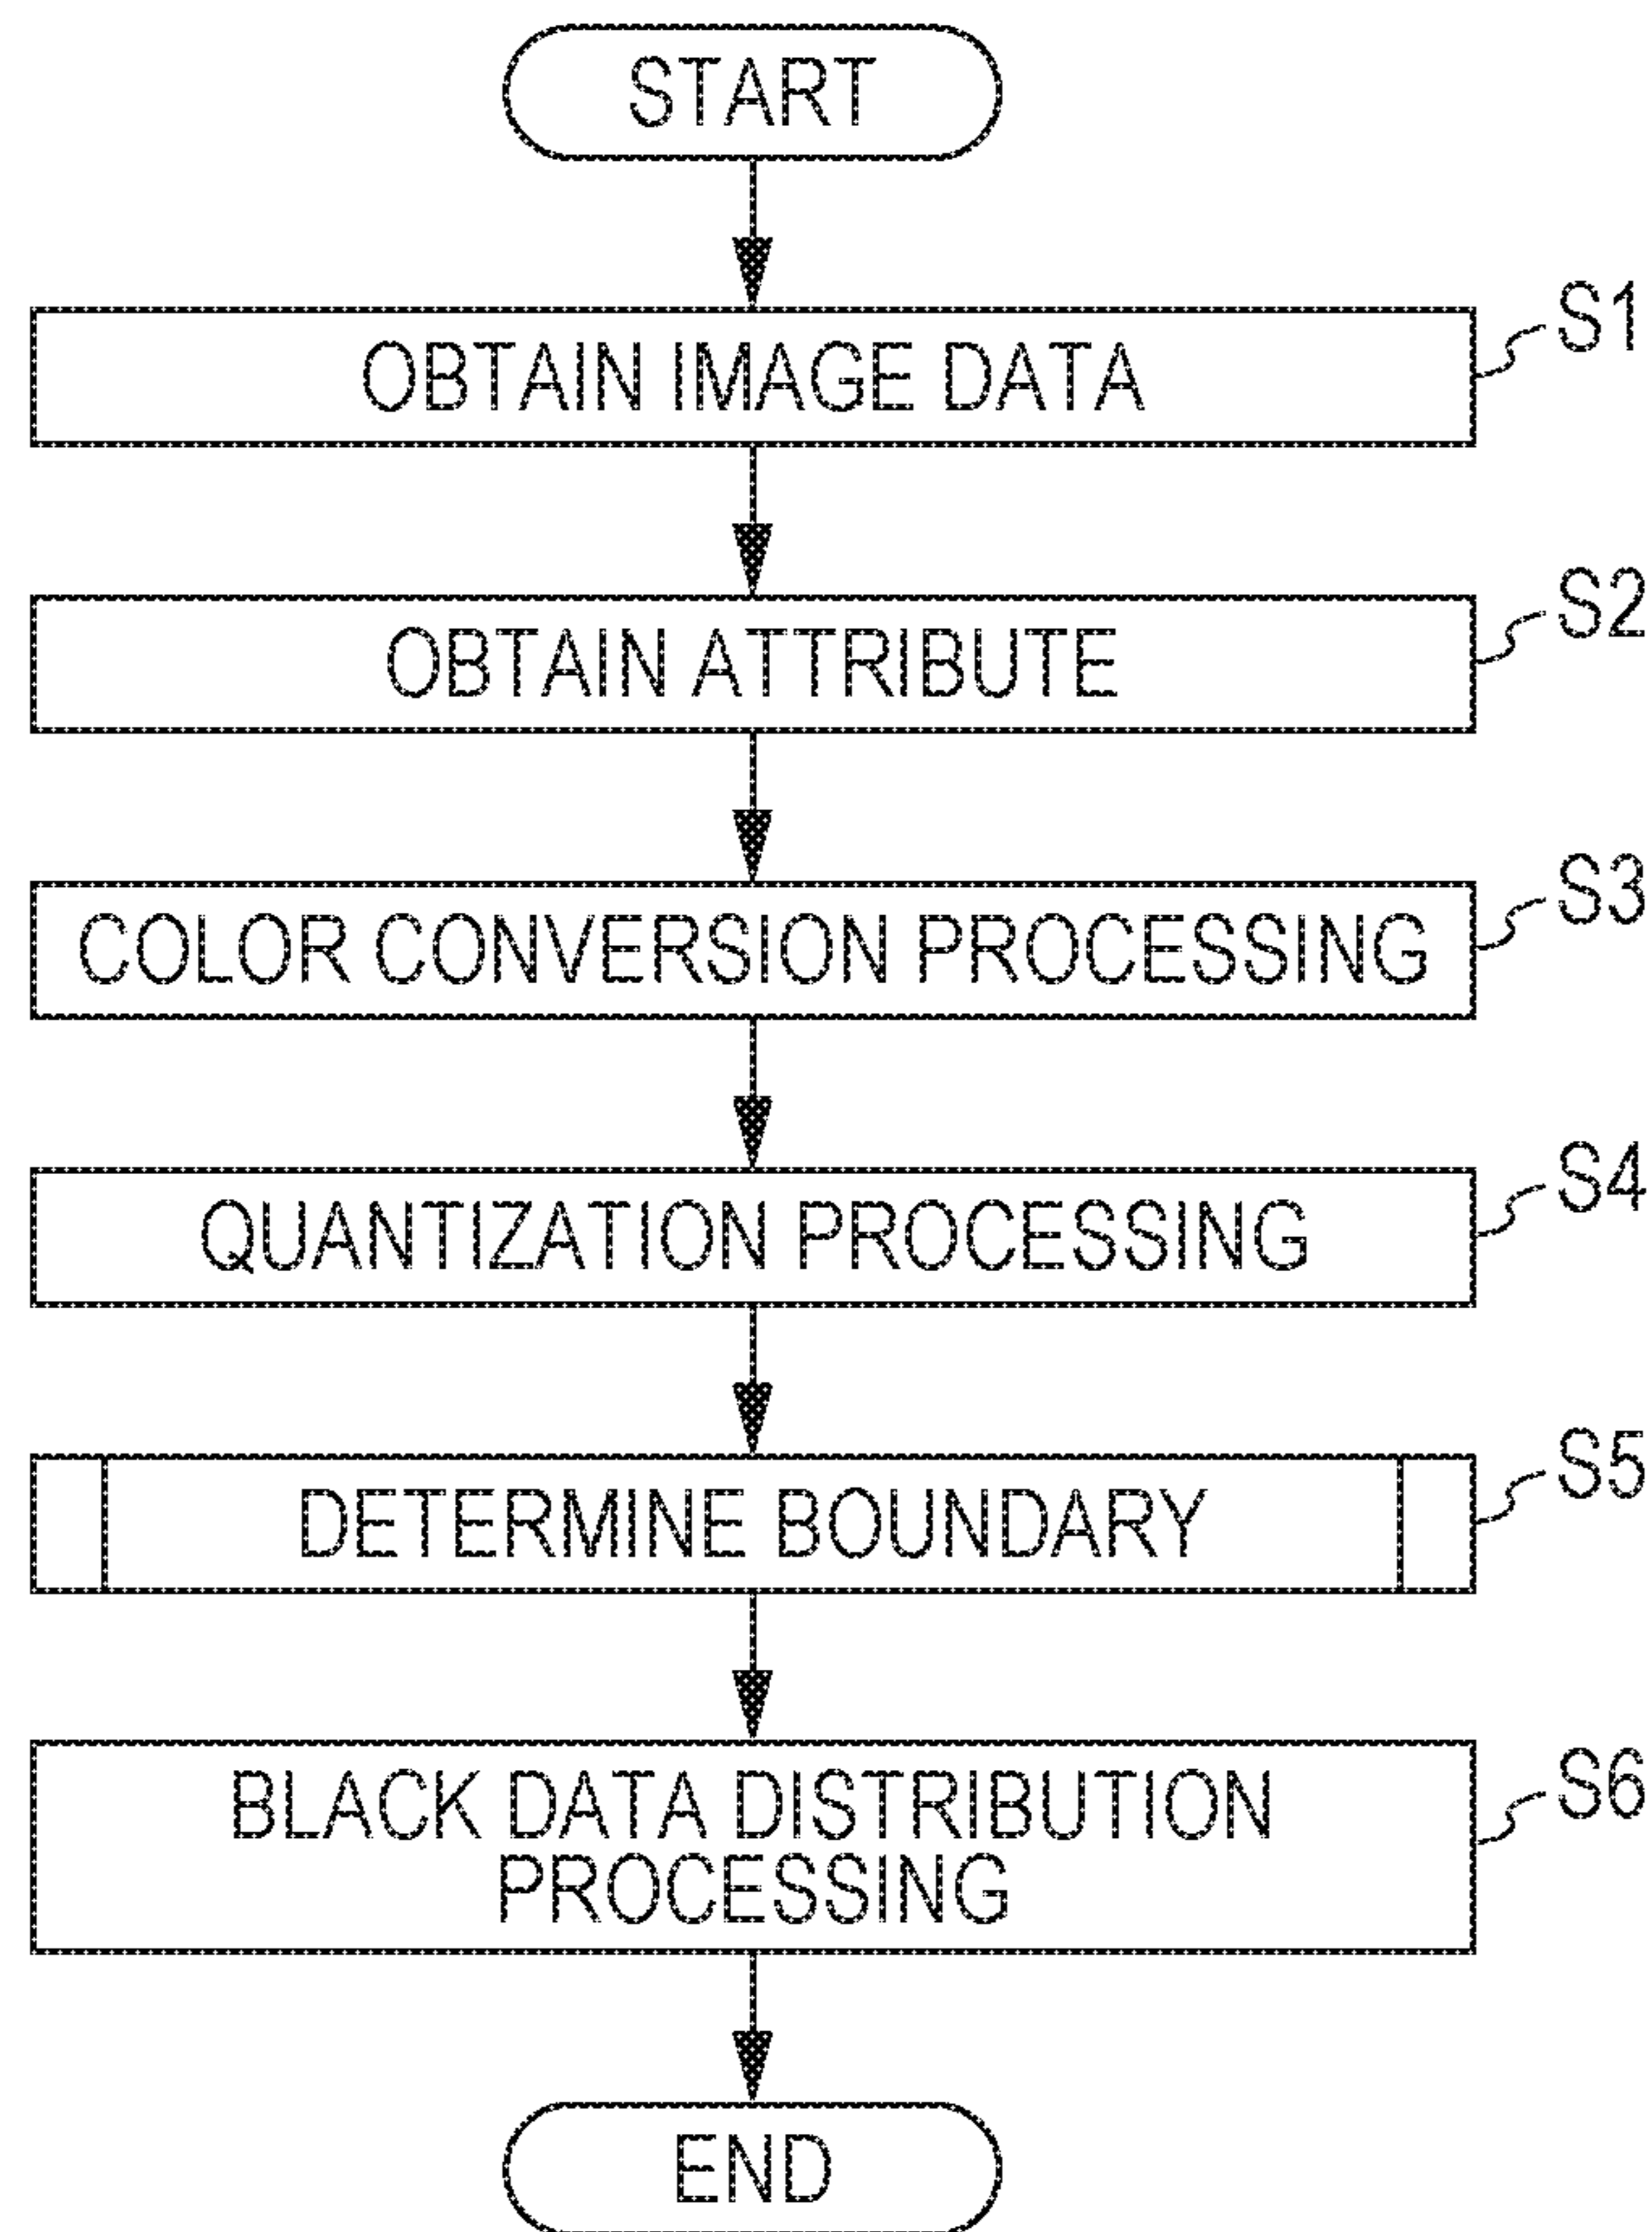 START
OBTAIN IMAGE DATA
S1
OBTAIN ATTRIBUTE
S2
COLOR CONVERSION PROCESSING
S3
QUANTIZATION PROCESSING
S4
DETERMINE BOUNDARY
S5
BLACK DATA DISTRIBUTION
PROCESSING
S6
END